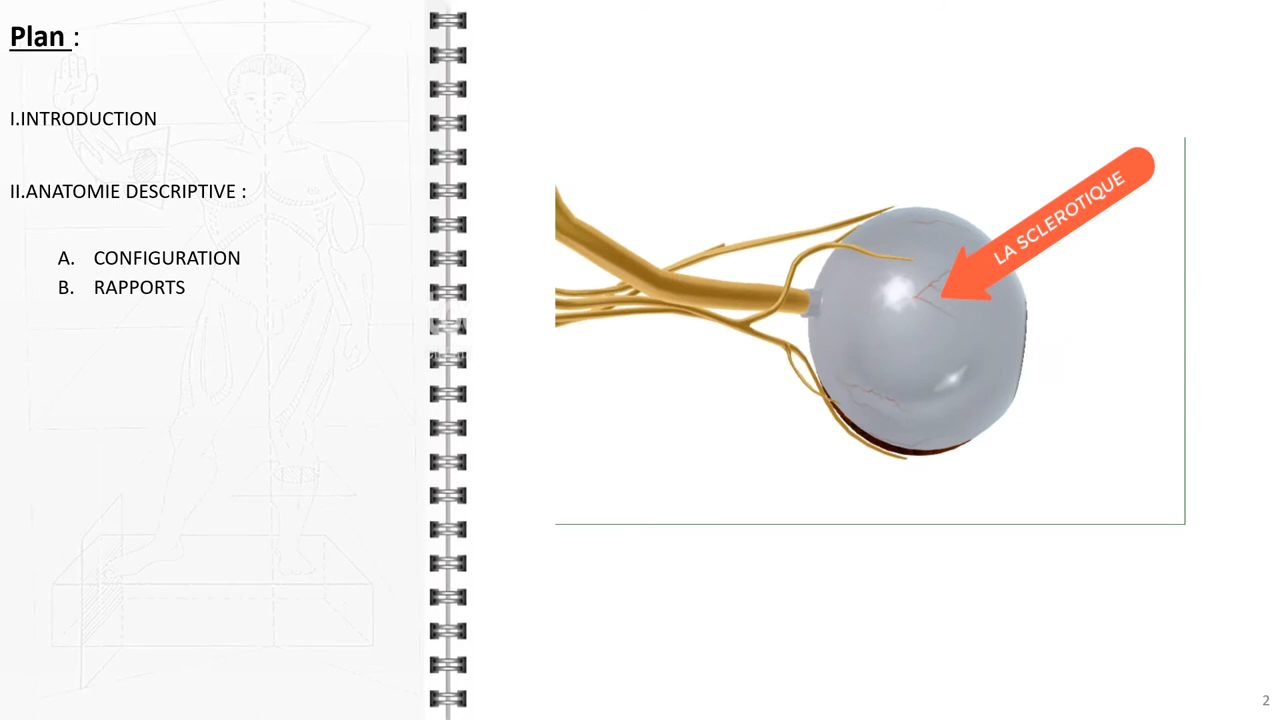 Plan :
I.INTRODUCTION
II.ANATOMIE DESCRIPTIVE :
A. CONFIGURATION
B. RAPPORTS
LA SCLEROTIQUE
2